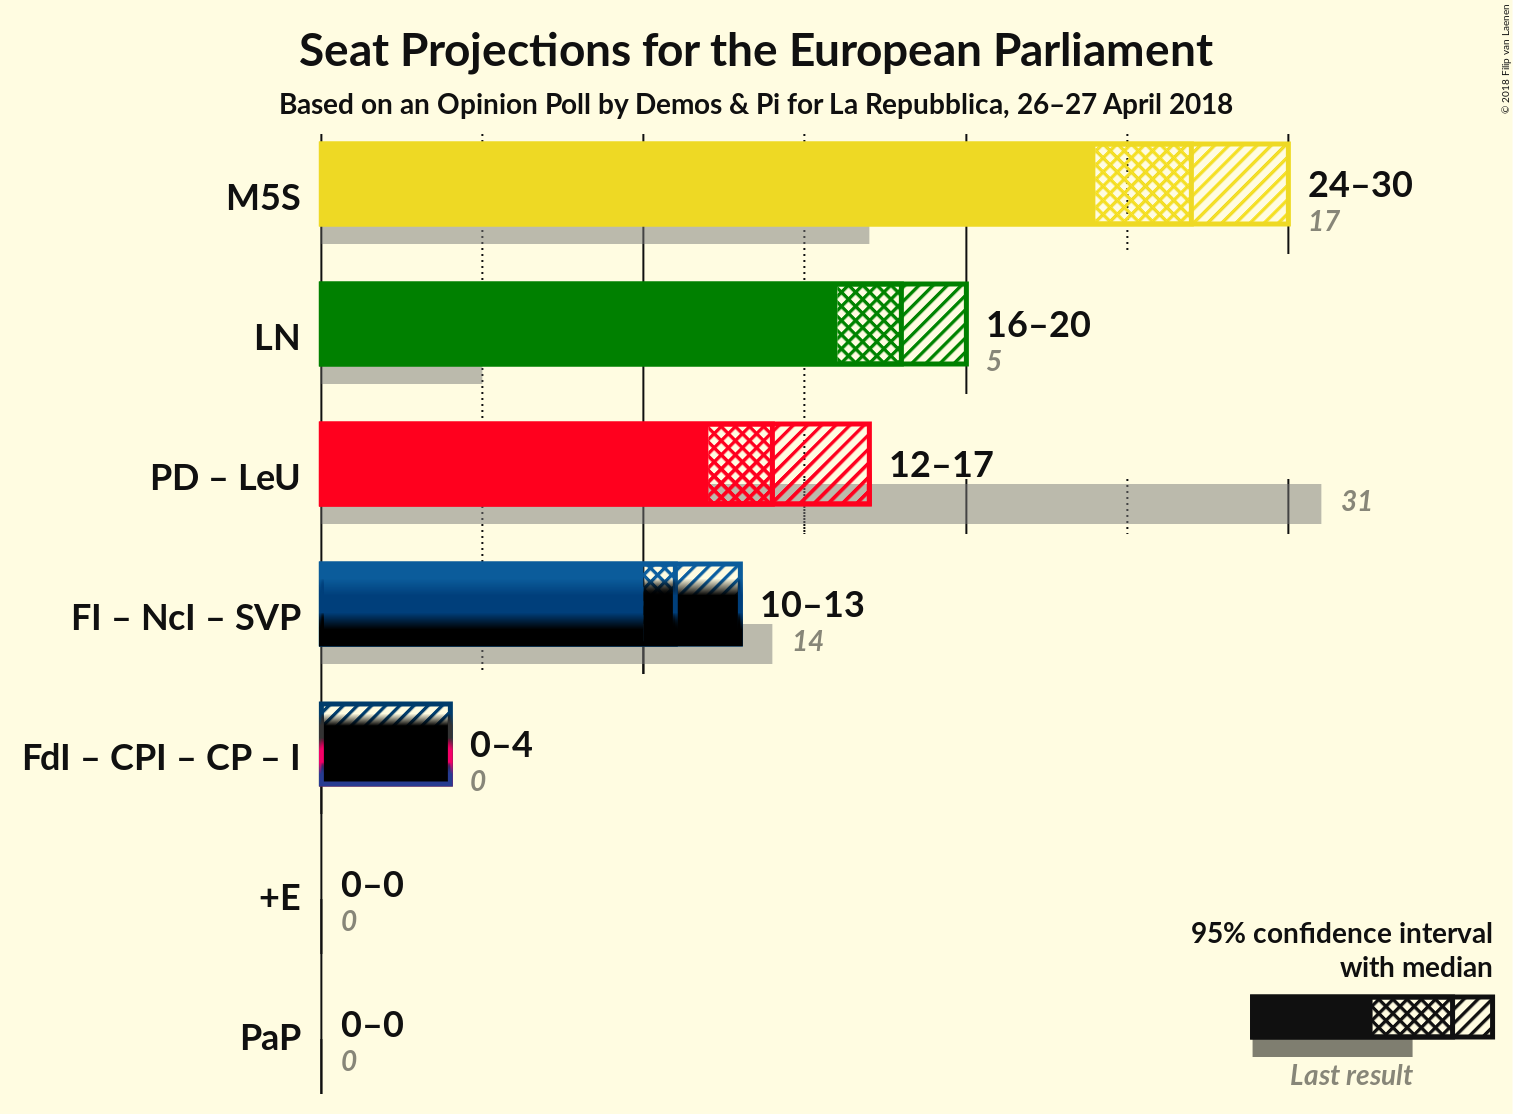 Seat Projections for the European Parliament
Based on an Opinion Poll by Demos & Pi for La Repubblica, 26–27 April 2018
© 2018 Filip van Laenen
M5S
24–30
17
LN
16–20
5
PD – LeU
12–17
31
FI – NcI – SVP
10–13
14
FdI – CPI – CP – I
0–4
0
+E
0–0
0
PaP
0–0
0
95% confidence interval
with median
Last result